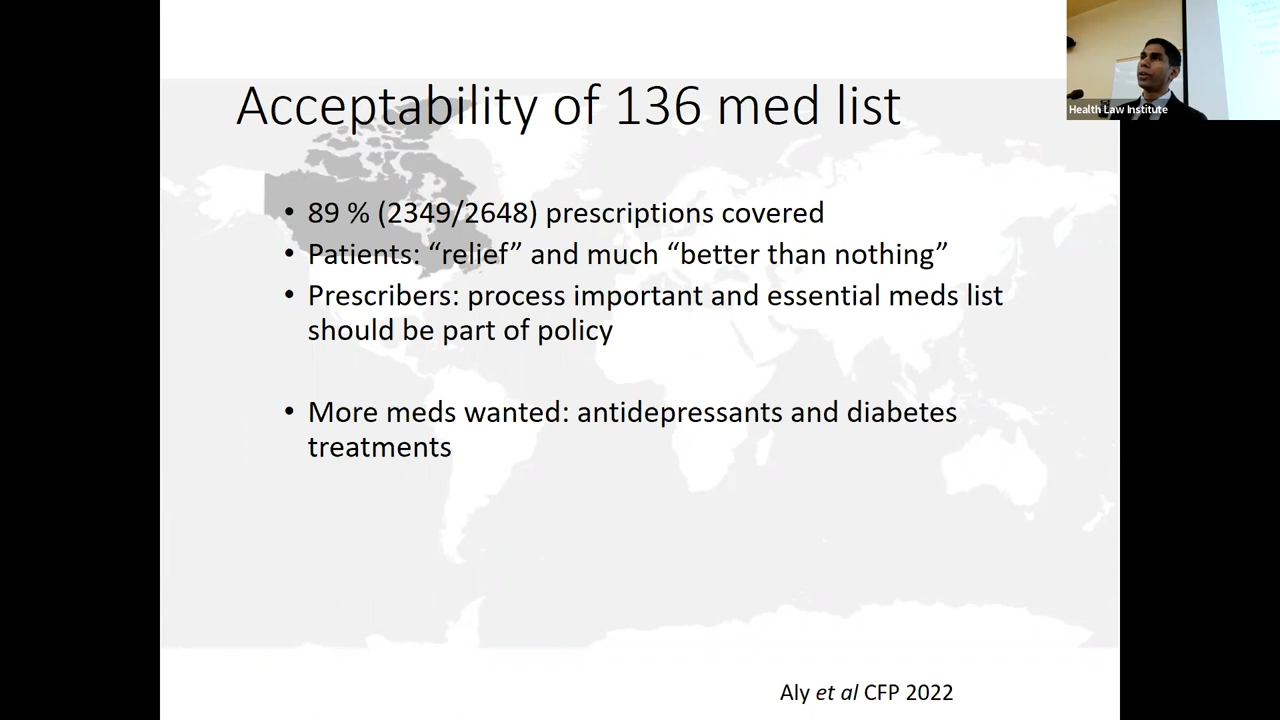 Acceptability of 136 med list
Health Law Institute
• 89 % (2349/2648) prescriptions covered
• Patients: “relief” and much “better than nothing”
• Prescribers: process important and essential meds list
should be part of policy
• More meds wanted: antidepressants and diabetes
treatments
Aly et al CFP 2022